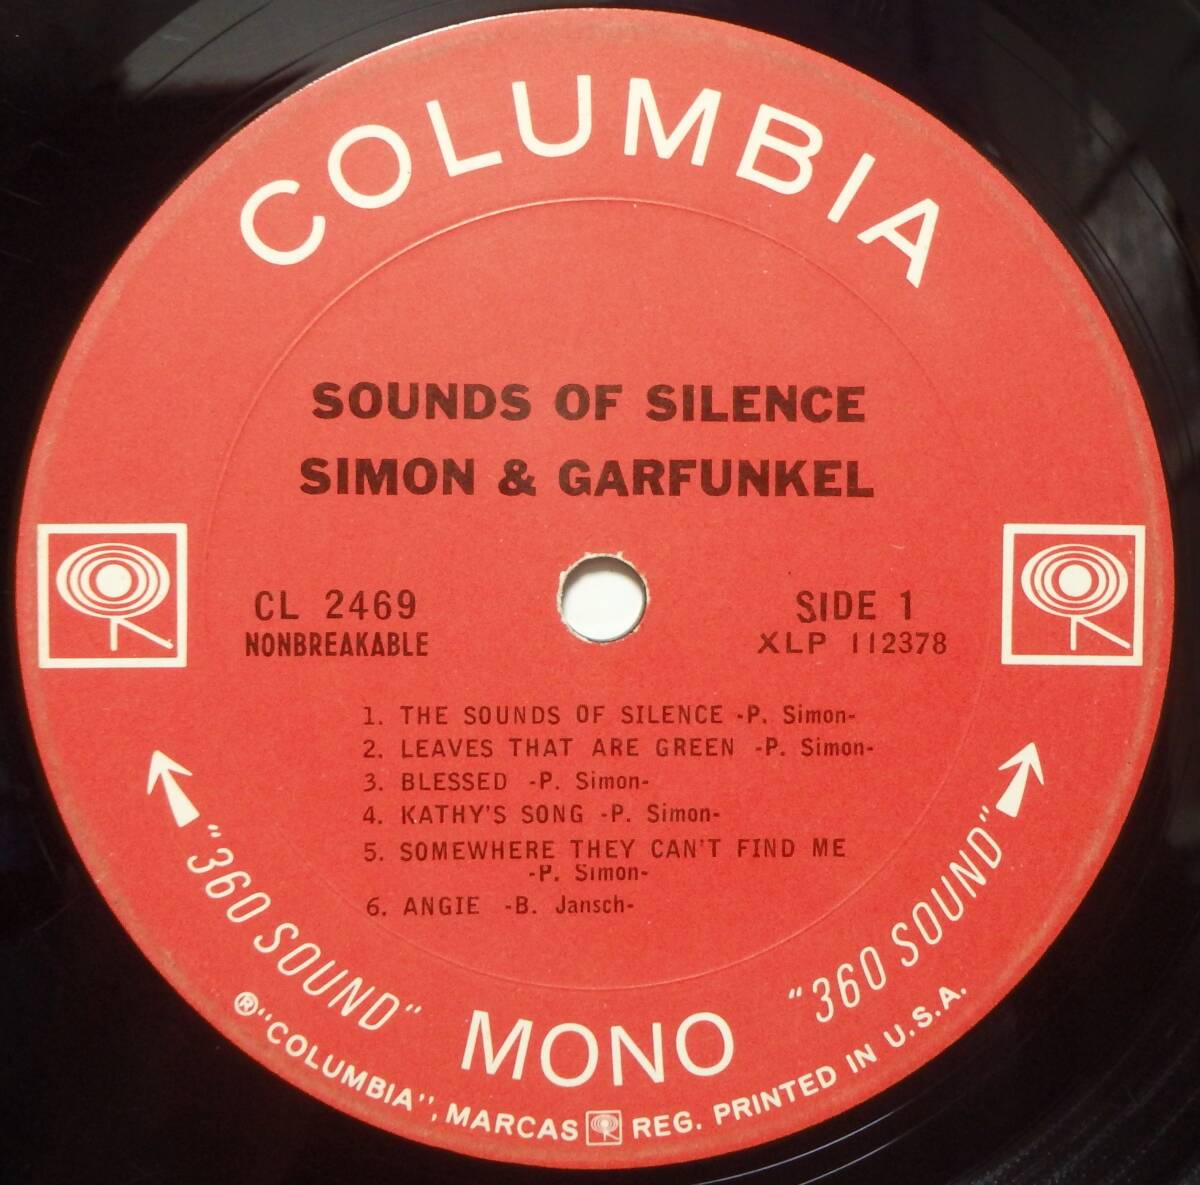 COLUMBIA
SOUNDS OF SILENCE
SIMON & GARFUNKEL
CL 2469
NONBREAKABLE
SIDE 1
XLP 112378
1. THE SOUNDS OF SILENCE -P. Simon-
2. LEAVES THAT ARE GREEN -P. Simon-
3. BLESSED -P. Simon-
4. KATHY'S SONG -P. Simon-
5. SOMEWHERE THEY CAN'T FIND ME
-P. Simon-
6. ANGIE -B. Jansch-
"360 SOUND"
MONO
"360 SOUND"
®"COLUMBIA", MARCAS REG. PRINTED IN U.S.A.